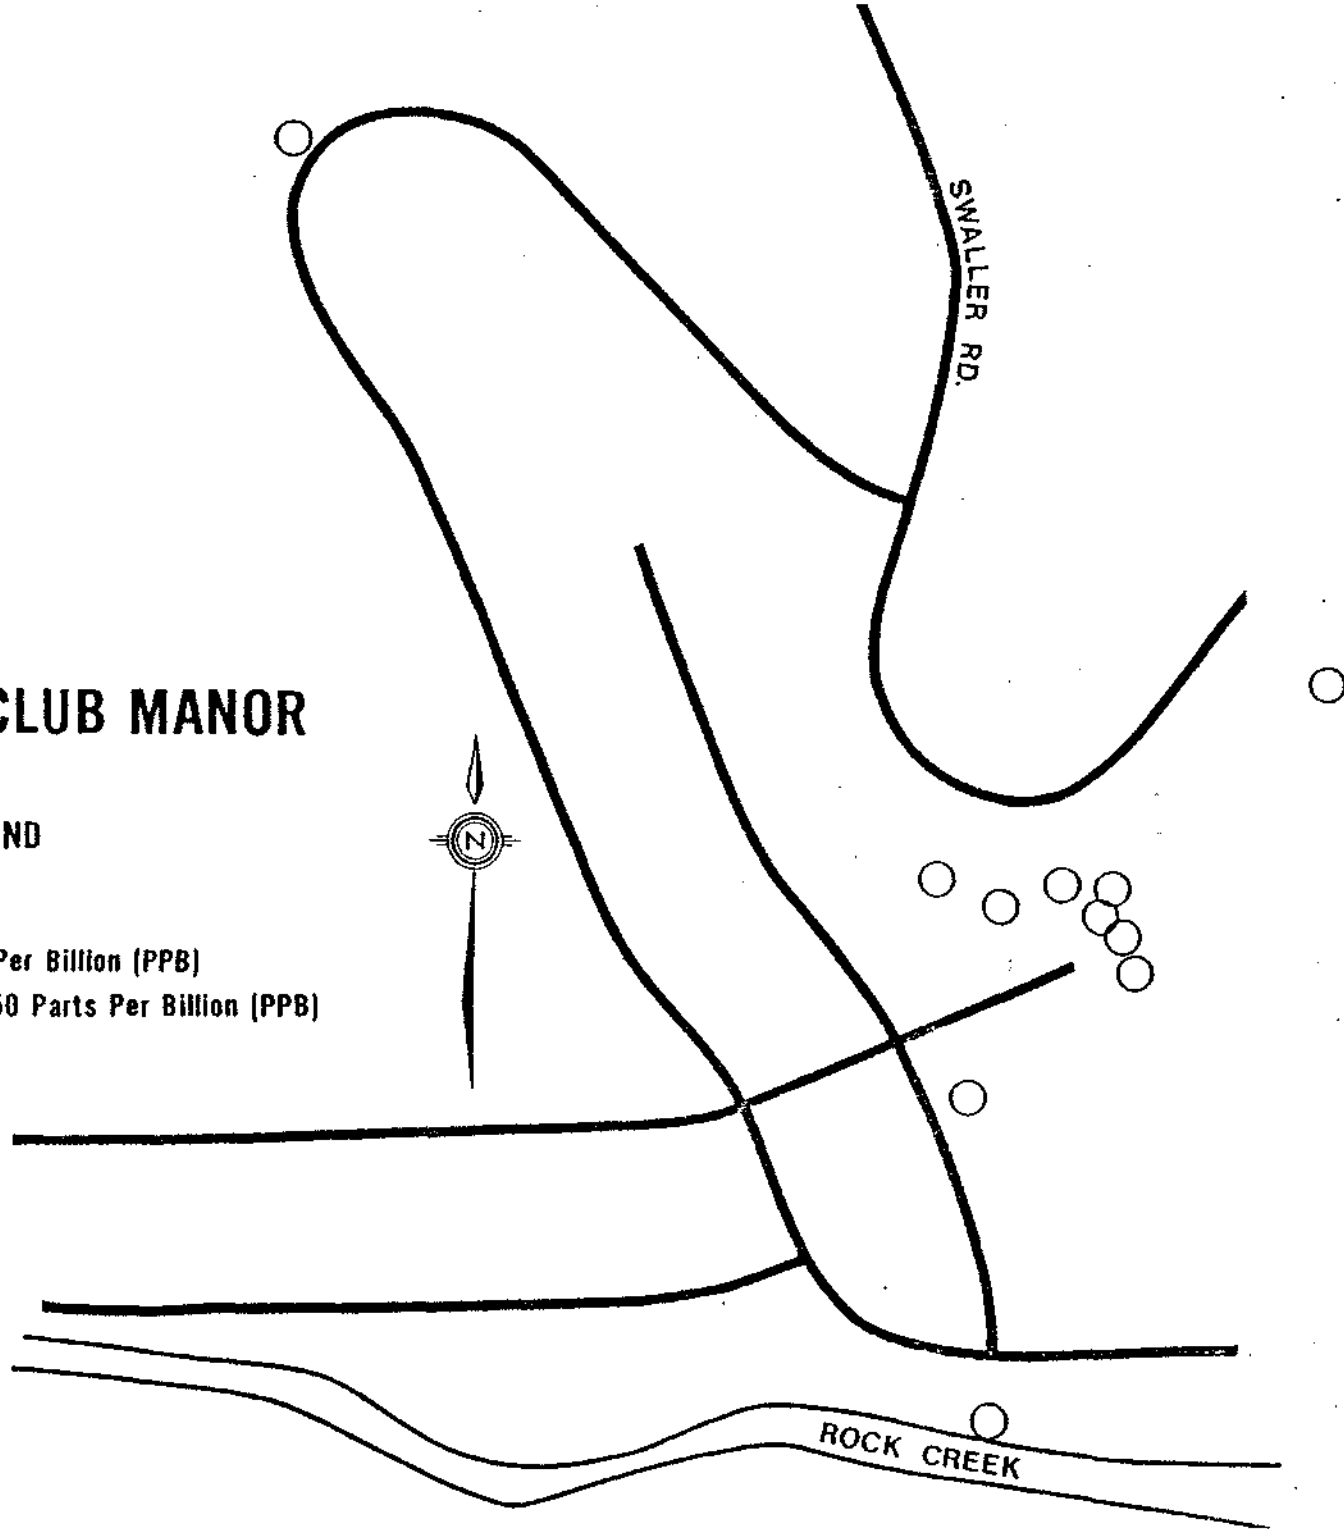 SWALLER RD.
CLUB MANOR
ND
Per Billion (PPB)
50 Parts Per Billion (PPB)
N
ROCK CREEK